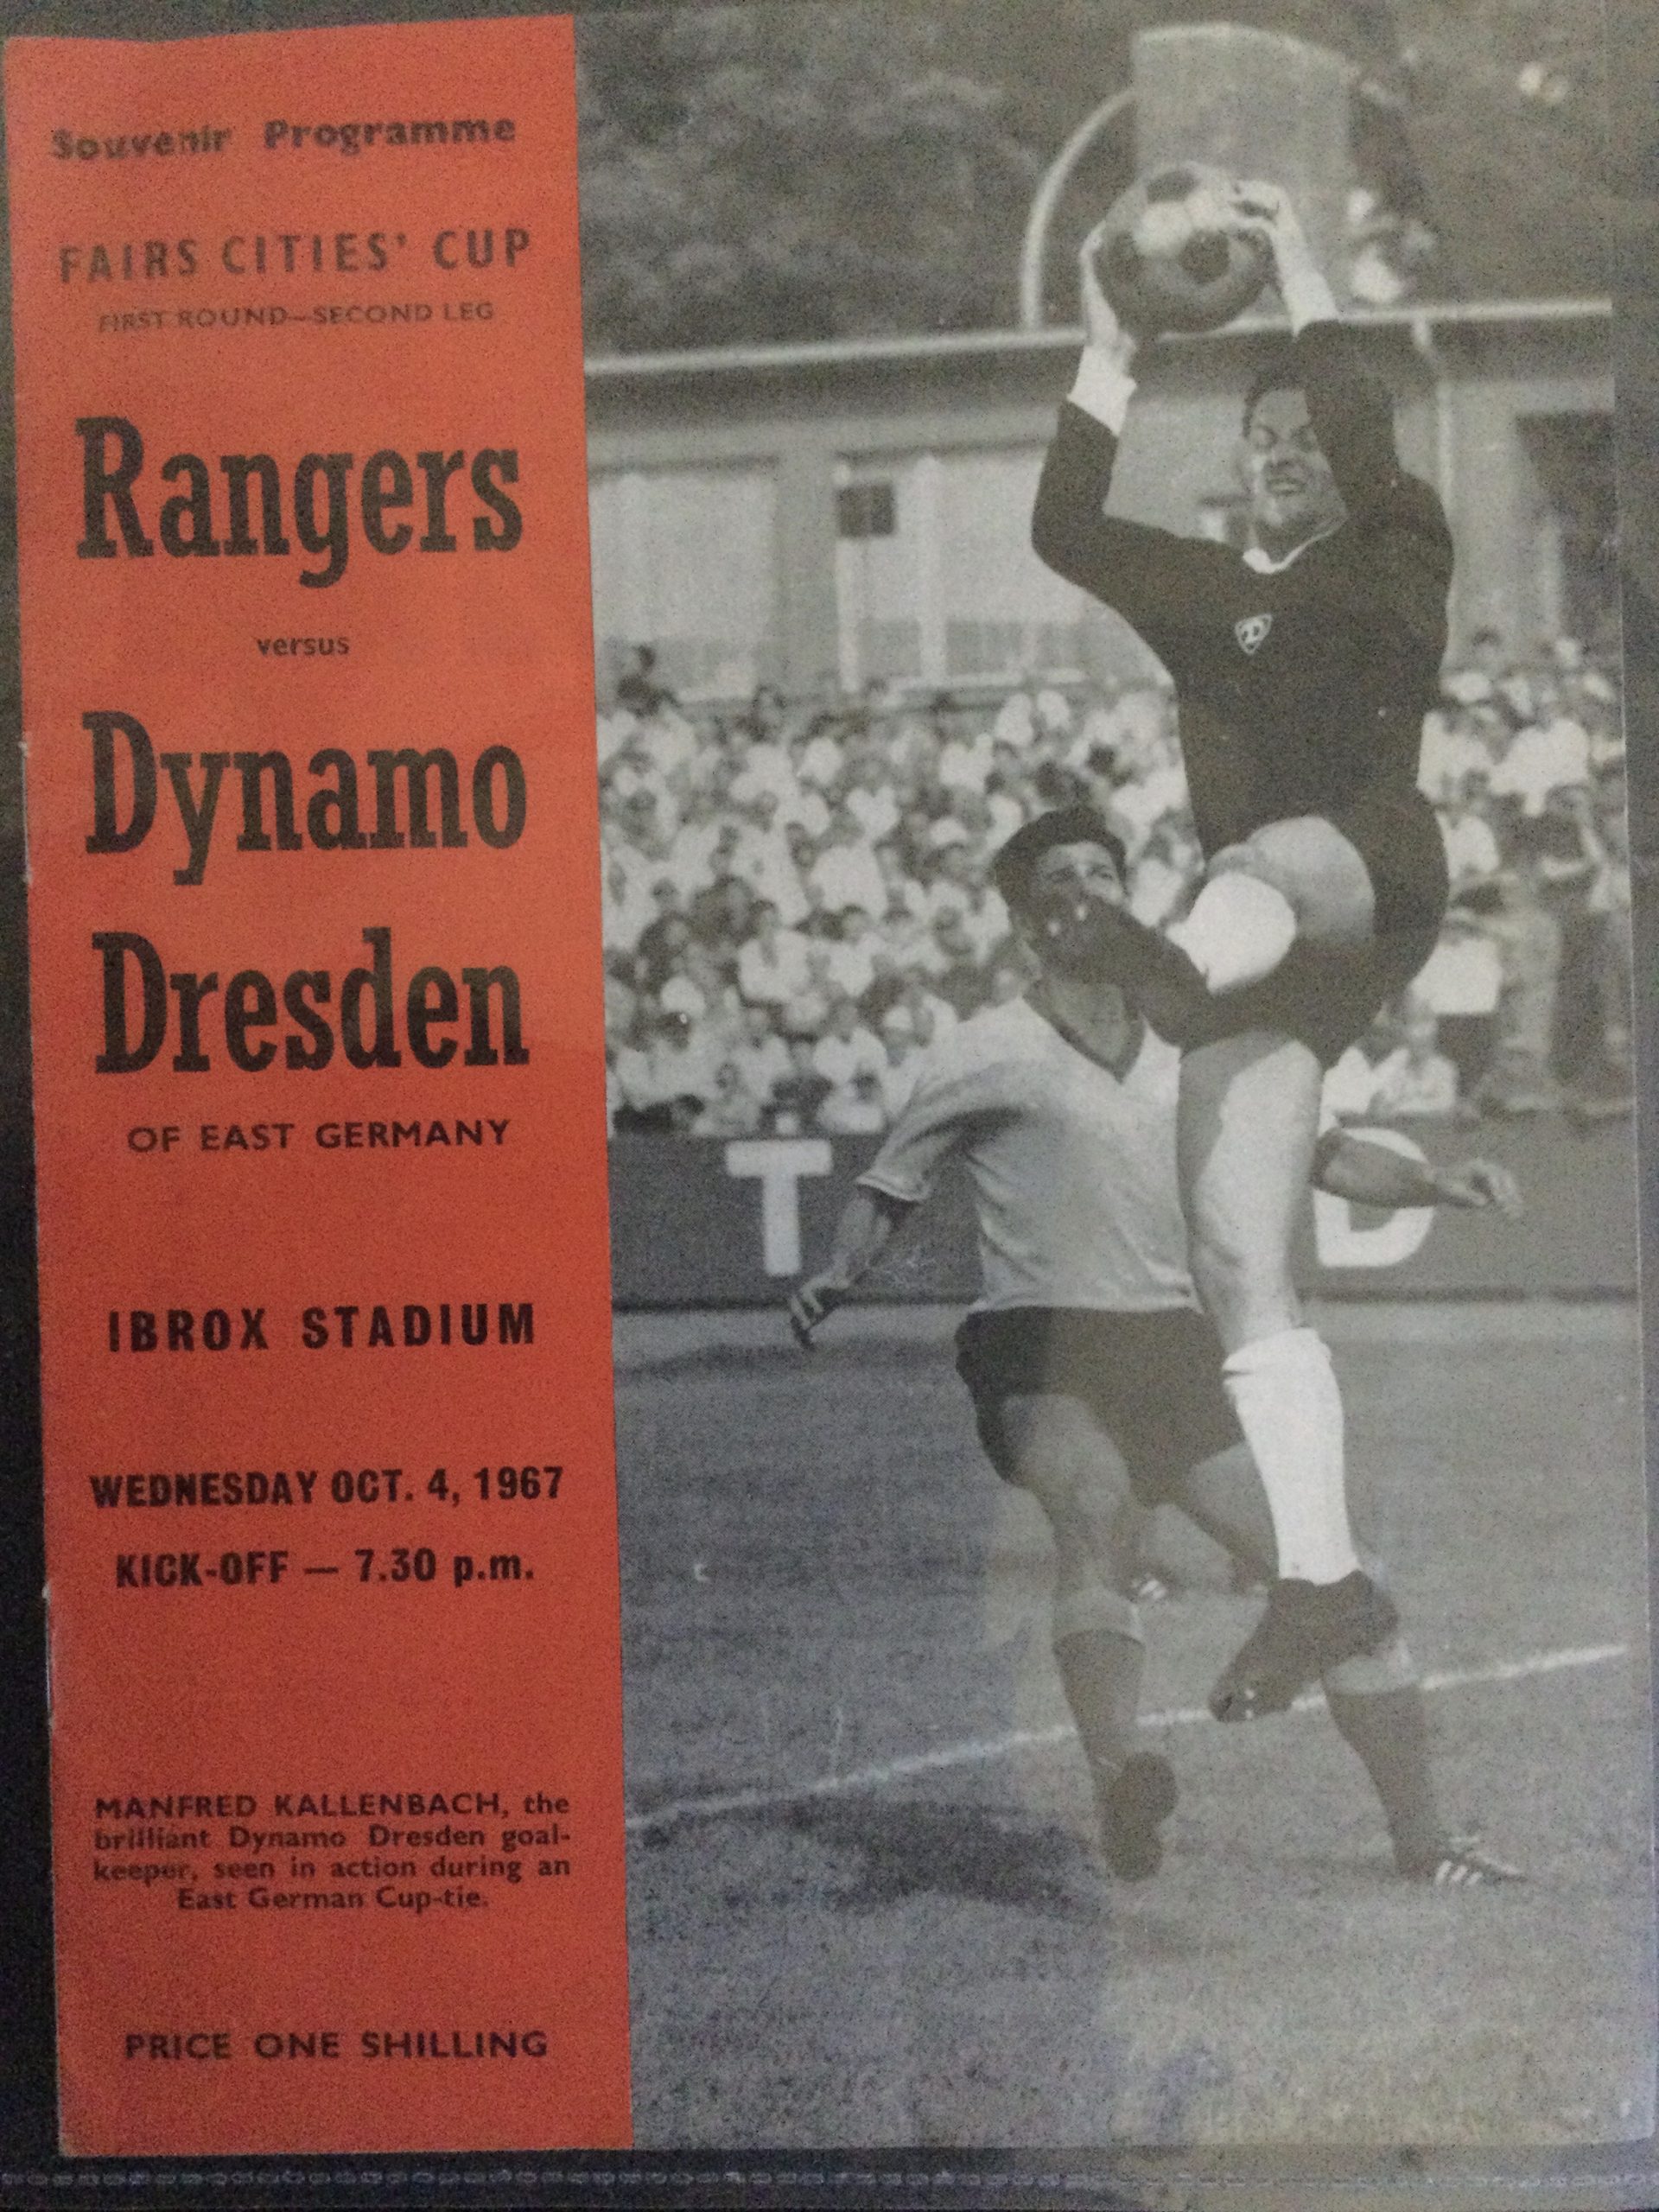 Souvenir Programme
FAIRS CITIES' CUP
FIRST ROUND—SECOND LEG
Rangers
versus
Dynamo
Dresden
OF EAST GERMANY
IBROX STADIUM
WEDNESDAY OCT. 4, 1967
KICK-OFF — 7.30 p.m.
MANFRED KALLENBACH, the
brilliant Dynamo Dresden goal-
keeper, seen in action during an
East German Cup-tie.
PRICE ONE SHILLING
D
T D